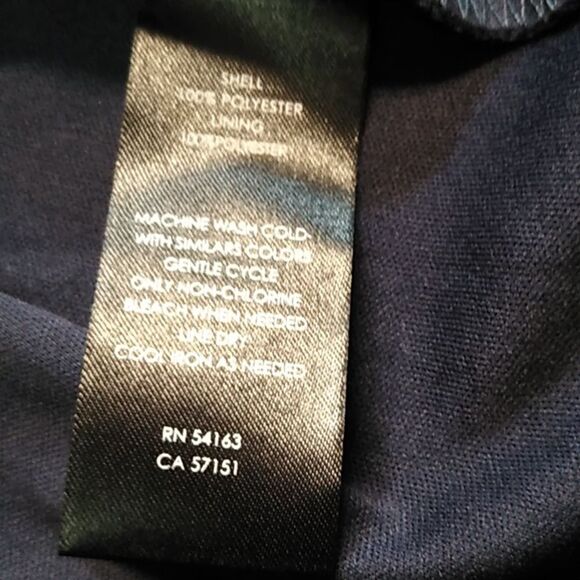 SHELL
100% POLYESTER
LINING
100% POLYESTER
MACHINE WASH COLD-
WITH SIMILARS COLORS
GENTLE CYCLE
ONLY NON-CHLORINE
BLEACH WHEN NEEDED
LINE DRY
COOL IRON AS NEEDED
RN 54163
CA 57151